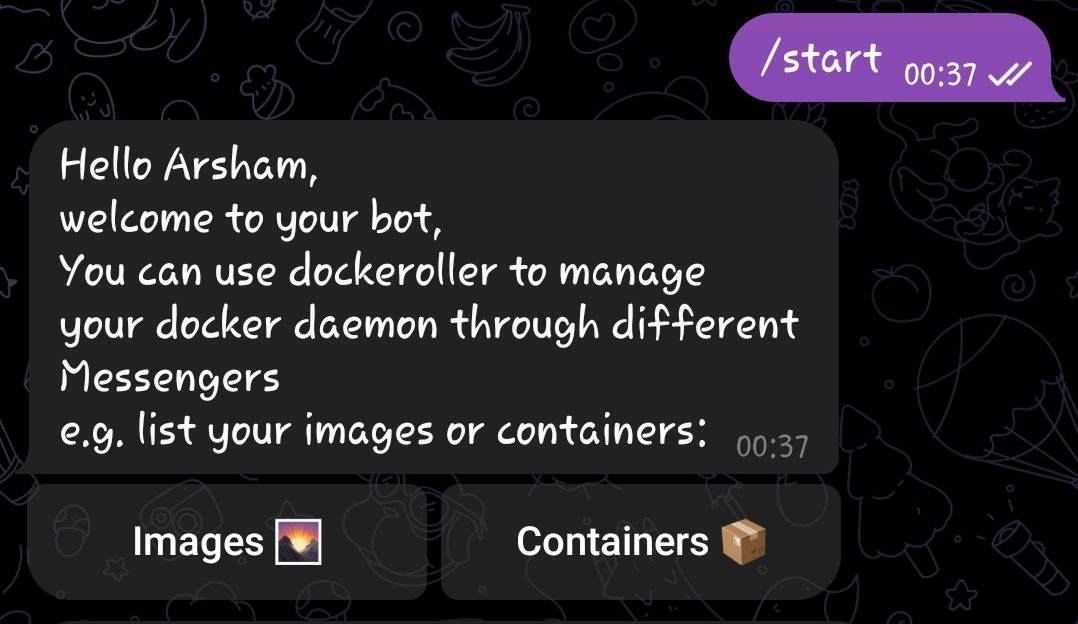 /start 00:37
Hello Arsham,
welcome to your bot,
You can use dockeroller to manage
your docker daemon through different
Messengers
e.g. list your images or containers: 00:37
Images 🌄 Containers 📦